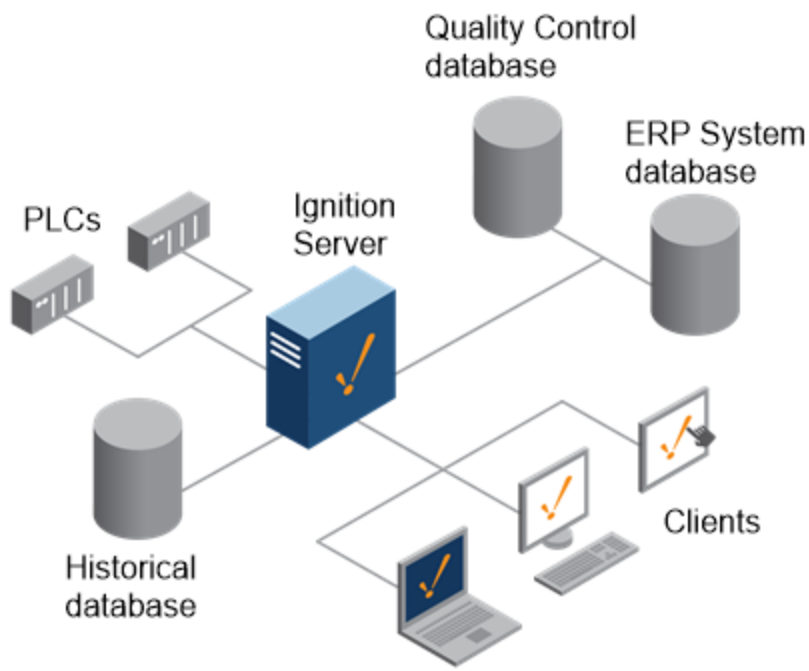 Quality Control
database
ERP System
database
PLCs
Ignition
Server
Historical
database
Clients